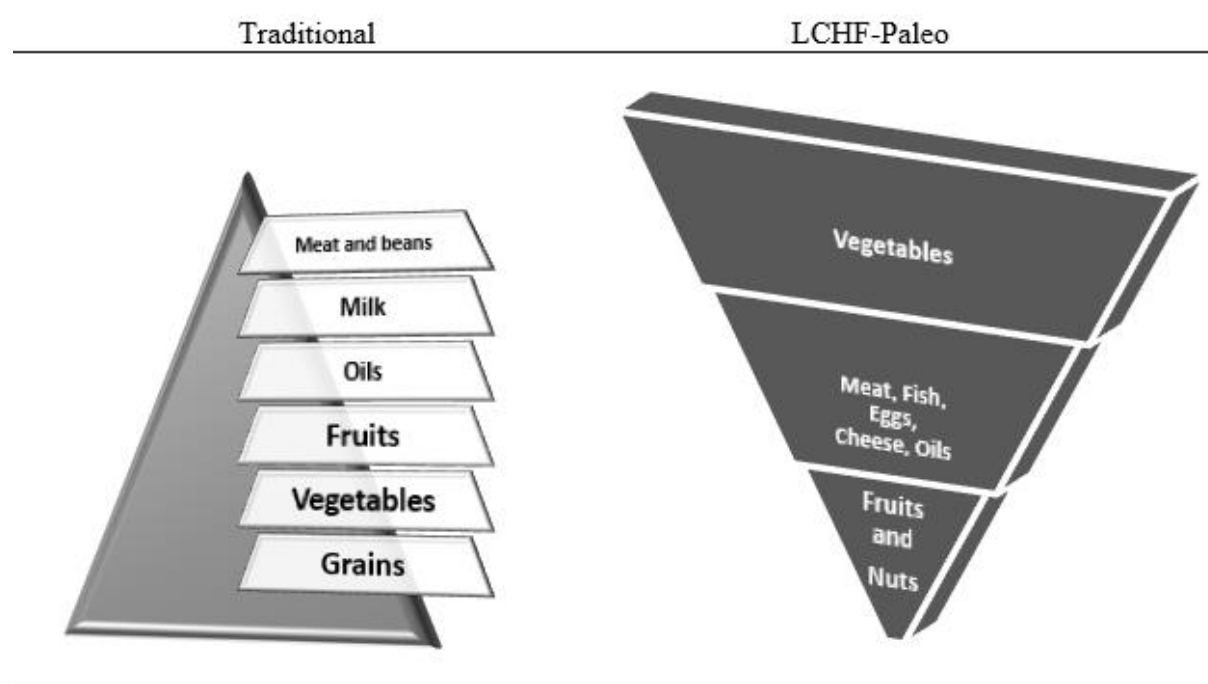 Traditional
LCHF-Paleo
Meat and beans
Milk
Oils
Fruits
Vegetables
Grains
Vegetables
Meat, Fish,
Eggs,
Cheese, Oils
Fruits
and
Nuts